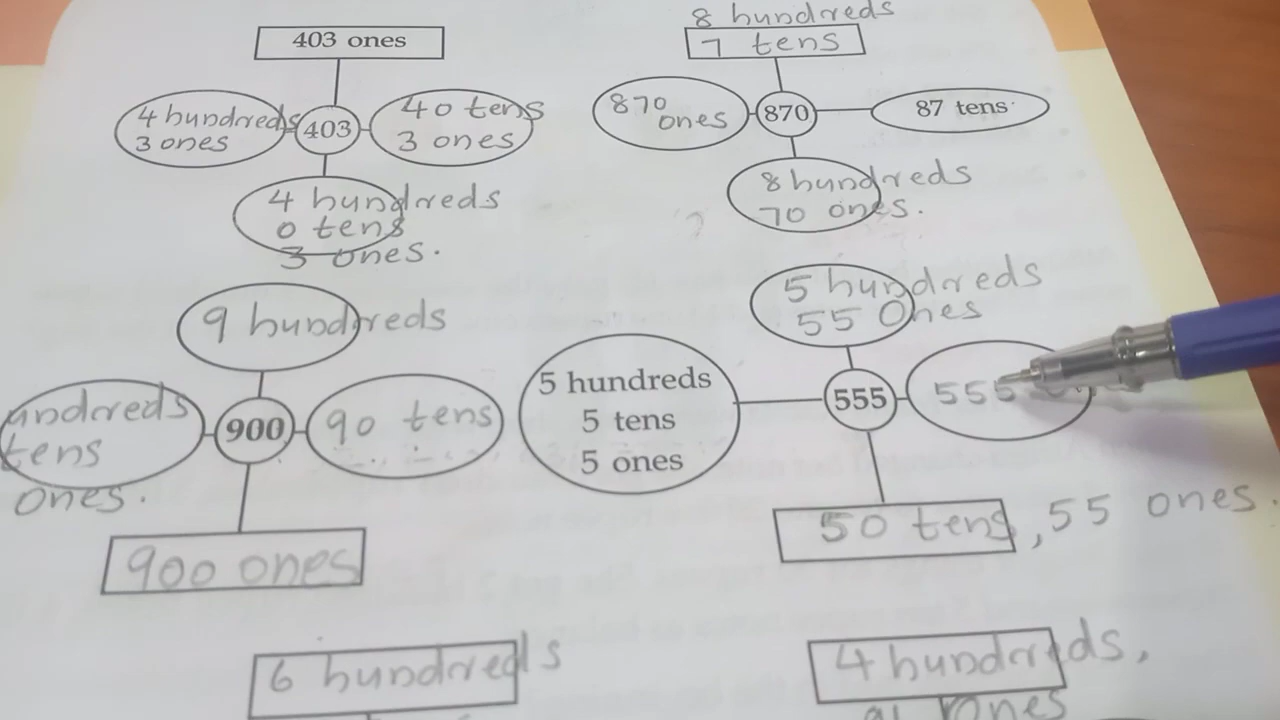 403 ones
4 hundreds
3 ones
403
40 tens
3 ones
4 hundreds
0 tens
3 ones.
8 hundreds
7 tens
870
ones
870
87 tens
8 hundreds
70 ones.
9 hundreds
undreds
tens
ones.
900
90 tens
900 ones
5 hundreds
55 Ones
5 hundreds
5 tens
5 ones
555
555
50 tens, 55 ones.
6 hundreds
4 hundreds,
ones